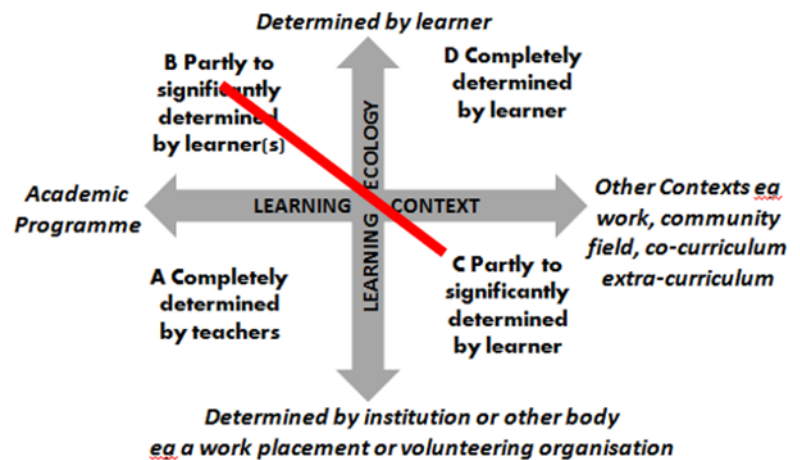 Determined by learner
B Partly to
significantly
determined
by learner(s)
D Completely
determined
by learner
Academic
Programme
LEARNING CONTEXT
LEARNING ECOLOGY
Other Contexts eg
work, community
field, co-curriculum
extra-curriculum
A Completely
determined
by teachers
C Partly to
significantly
determined
by learner
Determined by institution or other body
eg a work placement or volunteering organisation